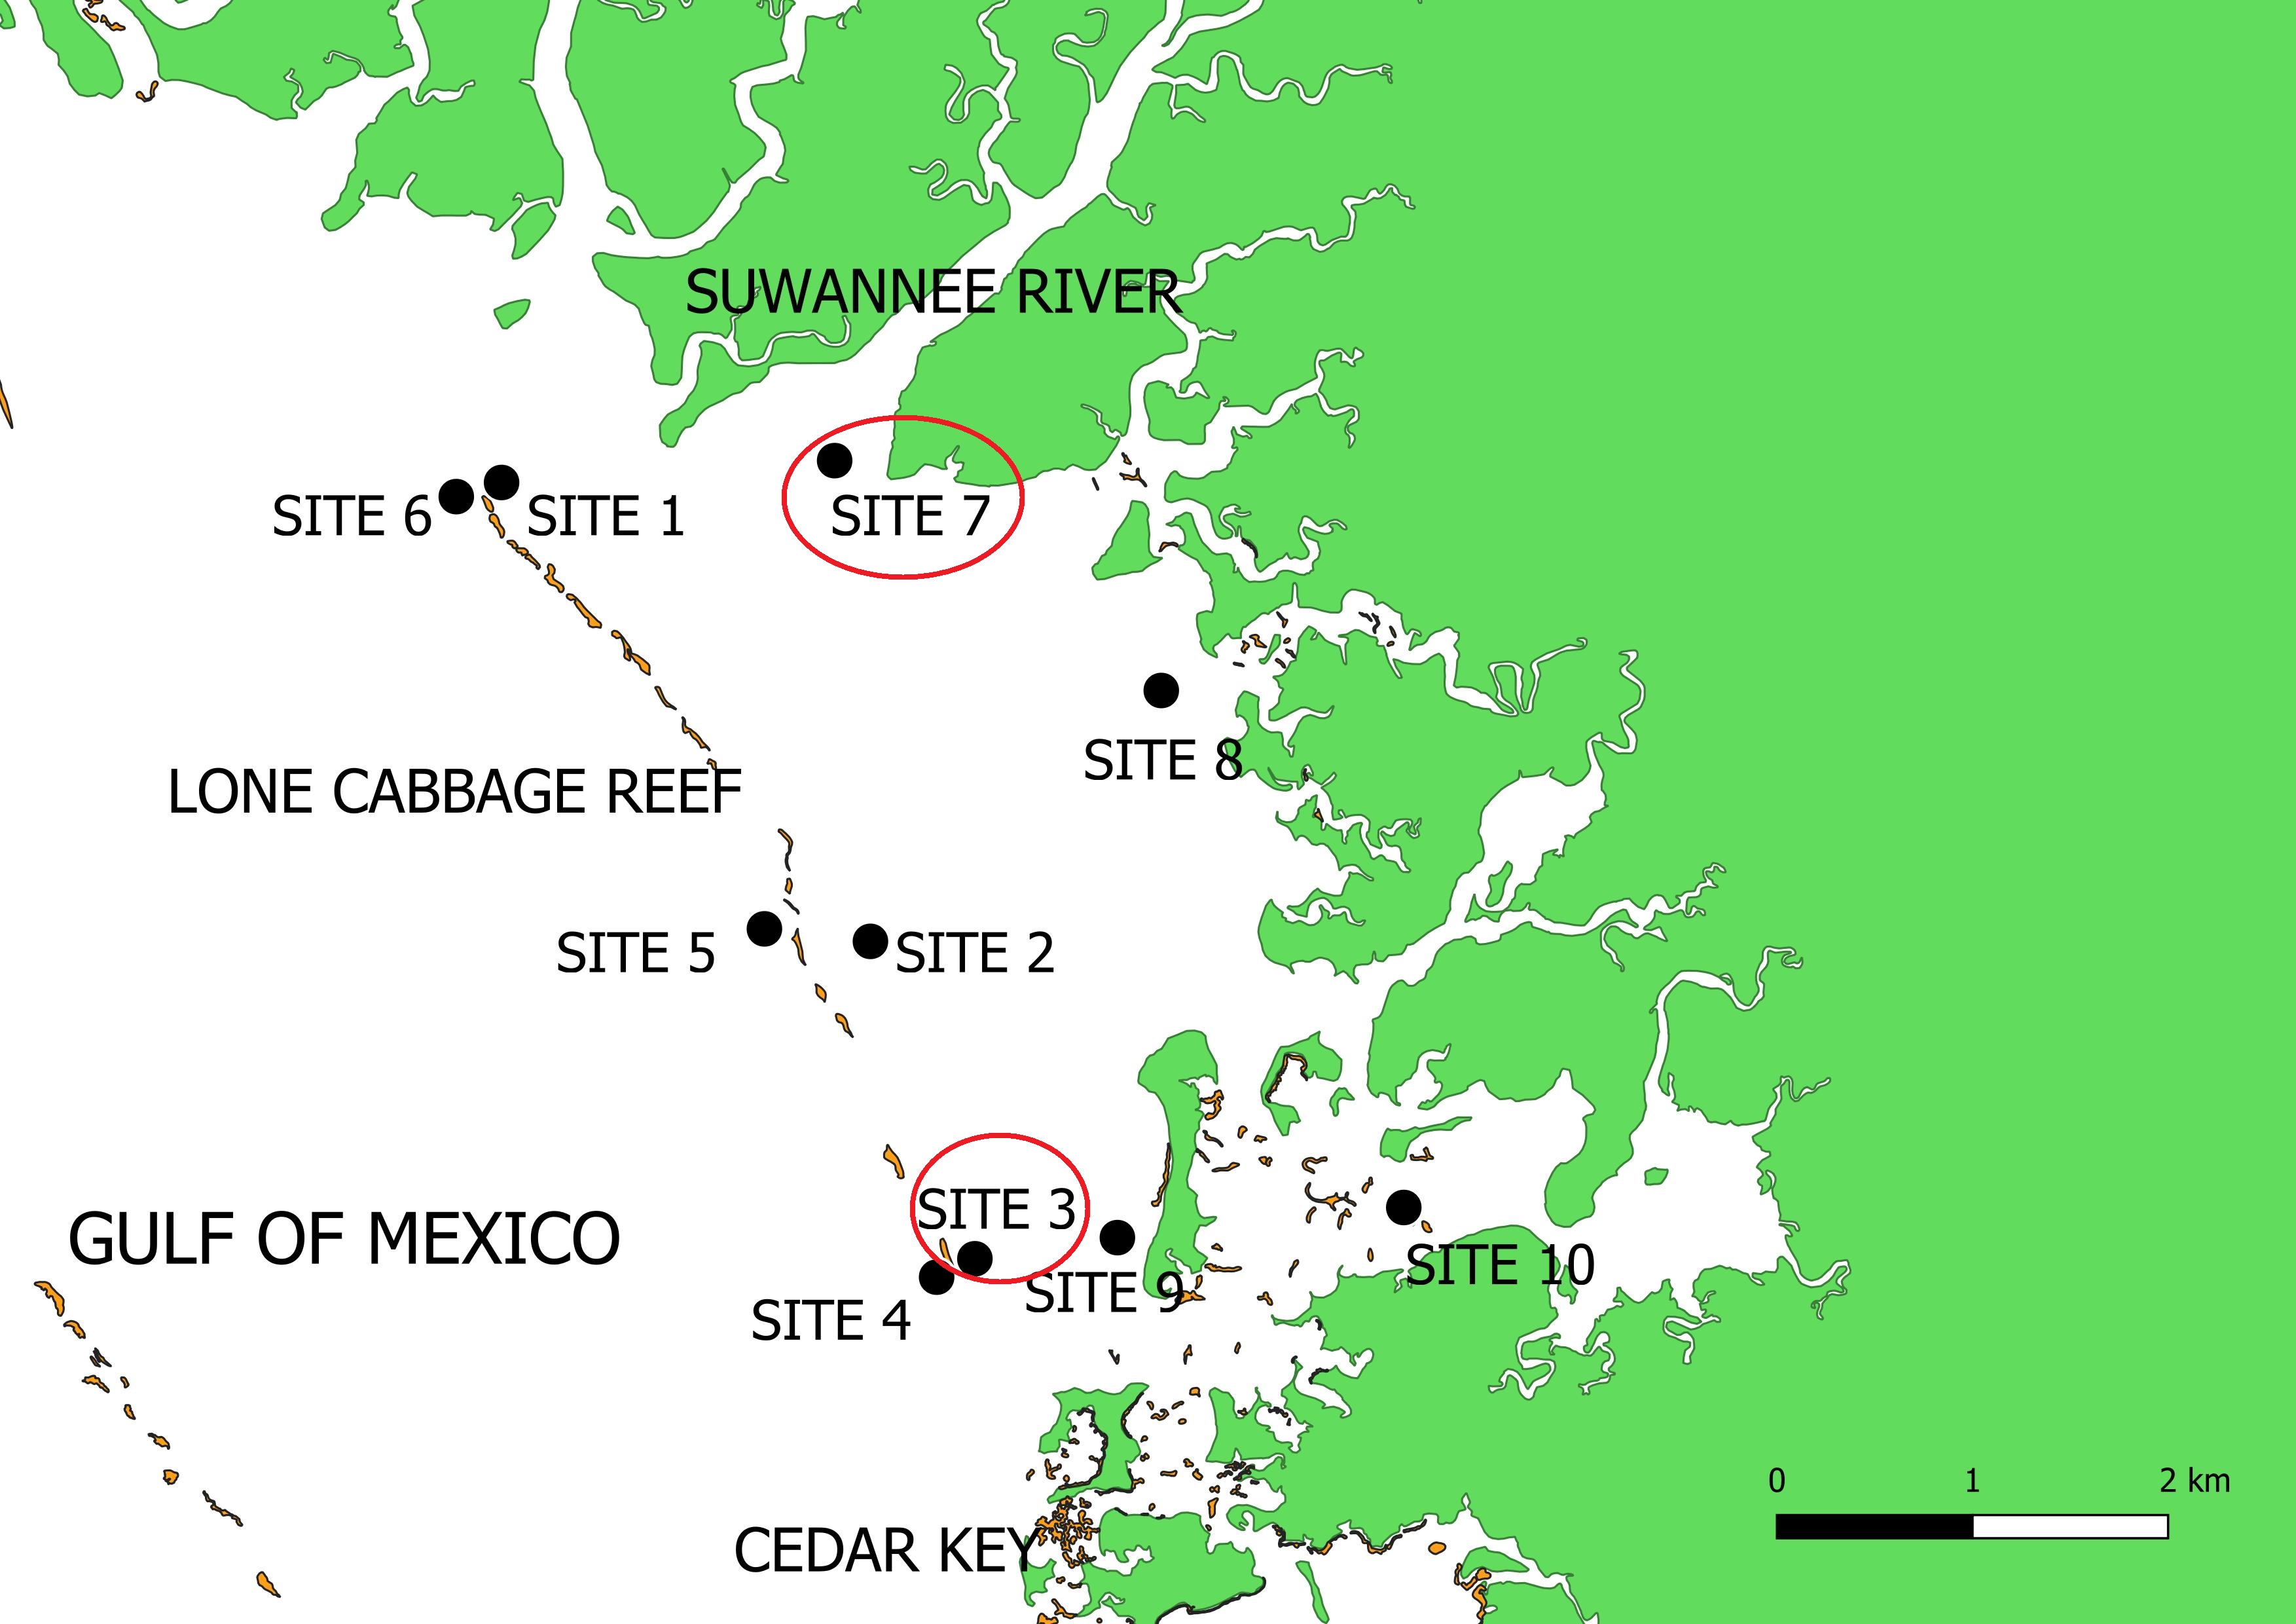 SUWANNEE RIVER
SITE 6
SITE 1
SITE 7
SITE 8
LONE CABBAGE REEF
SITE 5
SITE 2
SITE 3
GULF OF MEXICO
SITE 10
SITE 9
SITE 4
0 1 2 km
CEDAR KEY